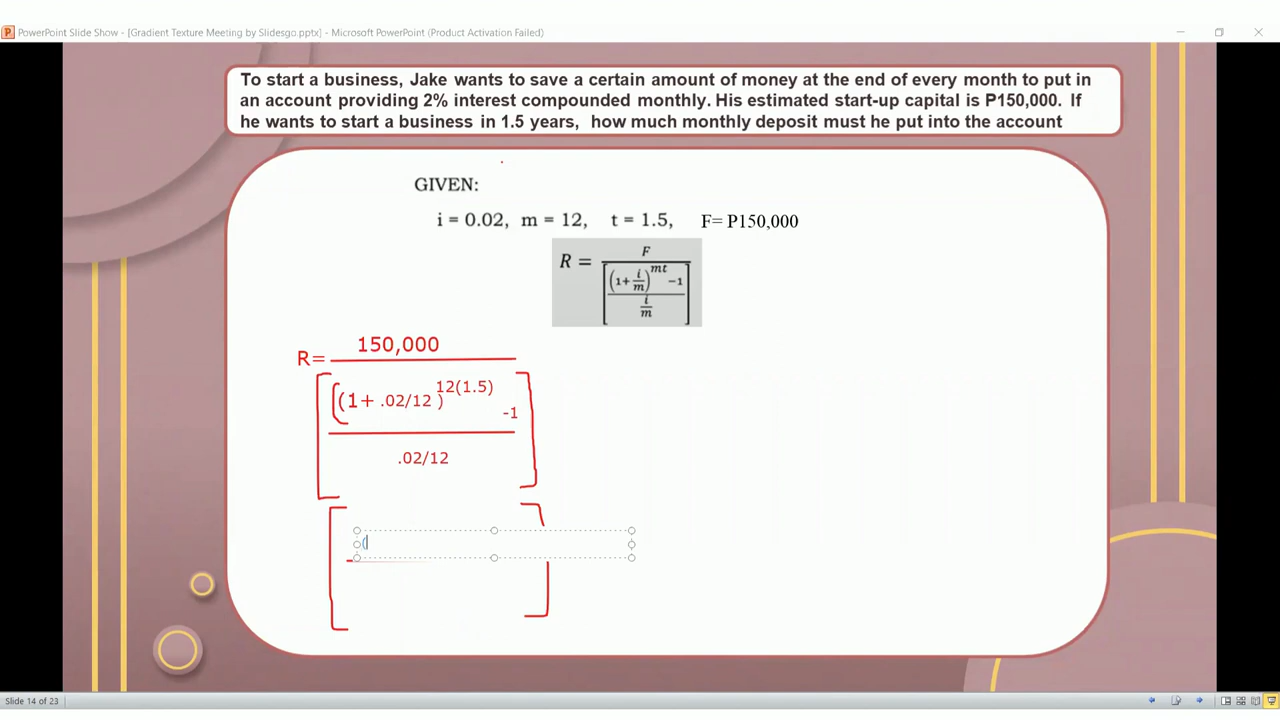 PowerPoint Slide Show - [Gradient Texture Meeting by Slidesgo.pptx] - Microsoft PowerPoint (Product Activation Failed)
To start a business, Jake wants to save a certain amount of money at the end of every month to put in
an account providing 2% interest compounded monthly. His estimated start-up capital is P150,000. If
he wants to start a business in 1.5 years, how much monthly deposit must he put into the account
GIVEN:
i = 0.02, m = 12, t = 1.5, F= P150,000
R = F
[(1+i/m)^mt -1
i/m]
R= 150,000
[((1+ .02/12 )^12(1.5) -1
.02/12]
[ (
]
Slide 14 of 23